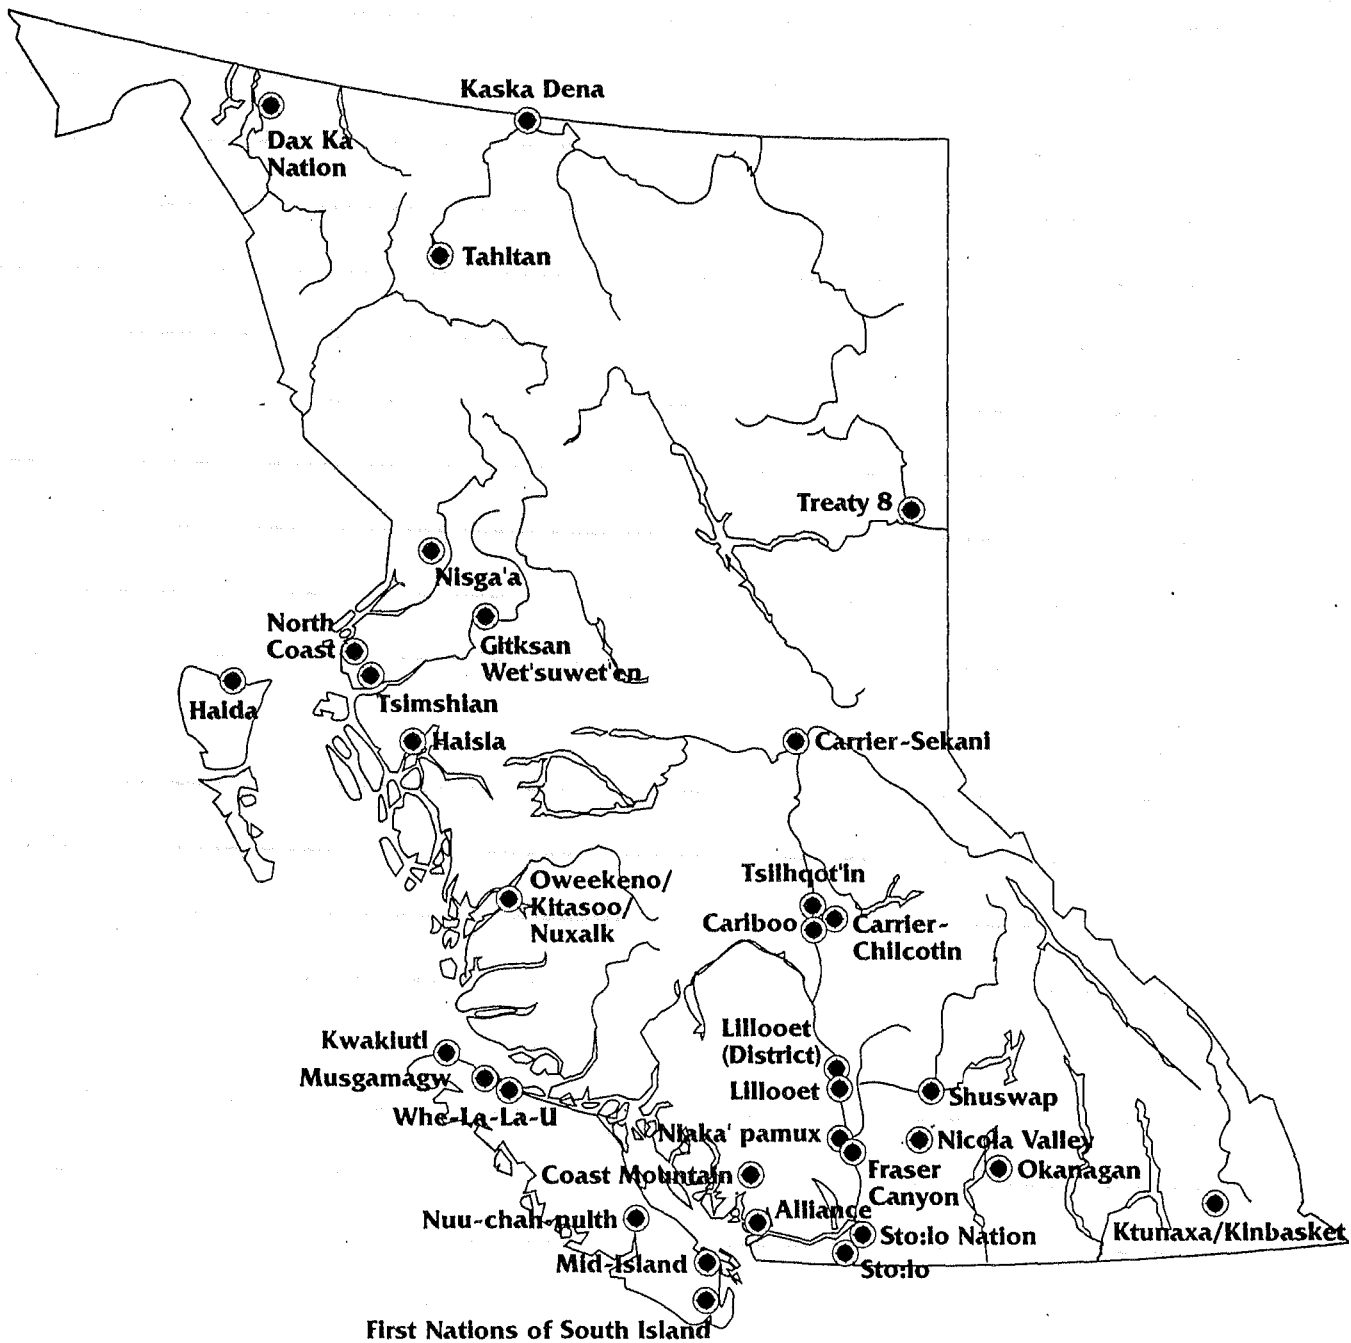 Kaska Dena
Dax Ka
Nation
Tahltan
Treaty 8
Nisga'a
North
Coast
Gitksan
Wet'suwet'en
Haida
Tsimshian
Haisla
Carrier-Sekani
Tsilhqot'in
Oweekeno/
Kitasoo/
Nuxalk
Cariboo
Carrier-
Chilcotin
Lillooet
(District)
Kwakiutl
Musgamagw
Lillooet
Shuswap
Whe-La-La-U
Nlaka' pamux
Nicola Valley
Coast Mountain
Fraser
Canyon
Okanagan
Alliance
Nuu-chah-nulth
Sto:lo Nation
Ktunaxa/Kinbasket
Mid-Island
Sto:lo
First Nations of South Island